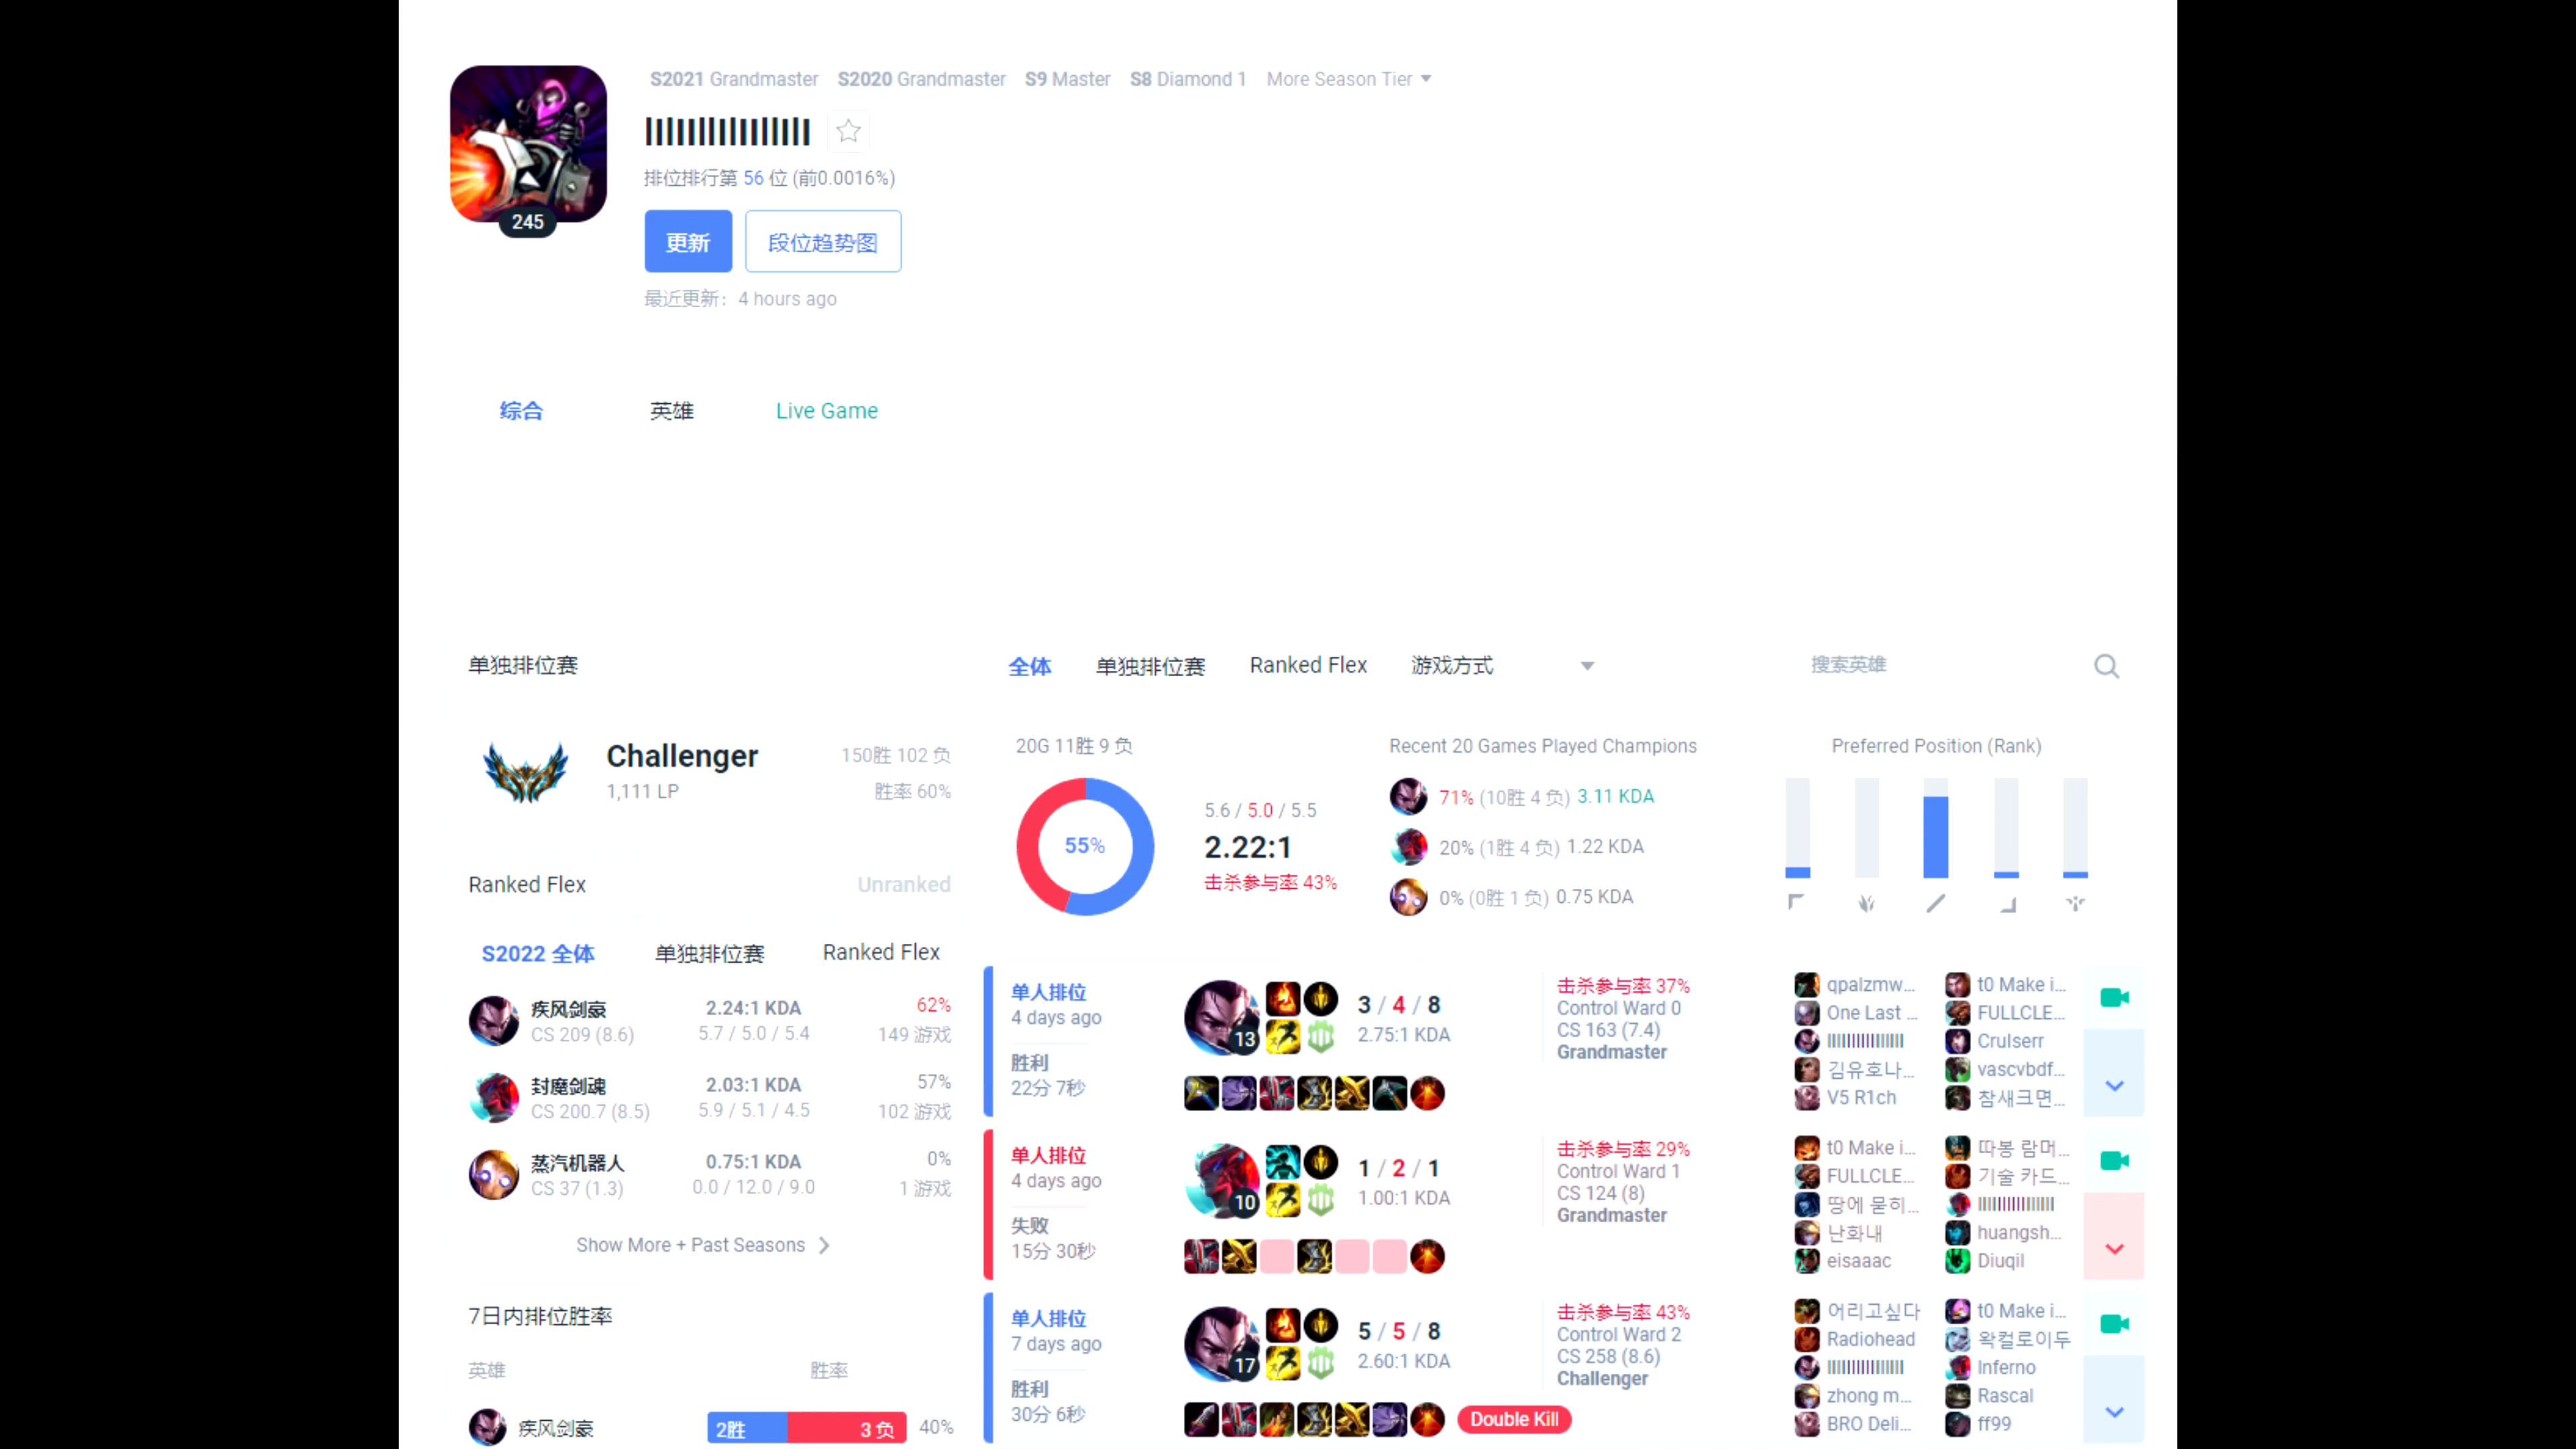 S2021 Grandmaster S2020 Grandmaster S9 Master S8 Diamond 1 More Season Tier
排位排行第 56 位 (前0.0016%)
245
更新 段位趋势图
最近更新： 4 hours ago
综合 英雄 Live Game
单独排位赛
Challenger 150胜 102 负
1,111 LP 胜率 60%
Ranked Flex Unranked
S2022 全体 单独排位赛 Ranked Flex
疾风剑豪 2.24:1 KDA 62%
CS 209 (8.6) 5.7 / 5.0 / 5.4 149 游戏
封魔剑魂 2.03:1 KDA 57%
CS 200.7 (8.5) 5.9 / 5.1 / 4.5 102 游戏
蒸汽机器人 0.75:1 KDA 0%
CS 37 (1.3) 0.0 / 12.0 / 9.0 1 游戏
Show More + Past Seasons
7日内排位胜率
英雄 胜率
疾风剑豪 2胜 3 负 40%
全体 单独排位赛 Ranked Flex 游戏方式 搜索英雄
20G 11胜 9 负
55%
5.6 / 5.0 / 5.5
2.22:1
击杀参与率 43%
Recent 20 Games Played Champions
71% (10胜 4 负) 3.11 KDA
20% (1胜 4 负) 1.22 KDA
0% (0胜 1 负) 0.75 KDA
Preferred Position (Rank)
单人排位
4 days ago
胜利
22分 7秒
13
3 / 4 / 8
2.75:1 KDA
击杀参与率 37%
Control Ward 0
CS 163 (7.4)
Grandmaster
qpalzmw... t0 Make i...
One Last ... FULLCLE...
Crulserr
김유호나... vascvbdf...
V5 R1ch 참새크면...
单人排位
4 days ago
失败
15分 30秒
10
1 / 2 / 1
1.00:1 KDA
击杀参与率 29%
Control Ward 1
CS 124 (8)
Grandmaster
t0 Make i... 따봉 람머...
FULLCLE... 기술 카드...
땅에 묻히...
난화내 huangsh...
eisaaac Diuqil
单人排位
7 days ago
胜利
30分 6秒
17
5 / 5 / 8
2.60:1 KDA
Double Kill
击杀参与率 43%
Control Ward 2
CS 258 (8.6)
Challenger
어리고싶다 t0 Make i...
Radiohead 왁컬로이두
Inferno
zhong m... Rascal
BRO Deli... ff99